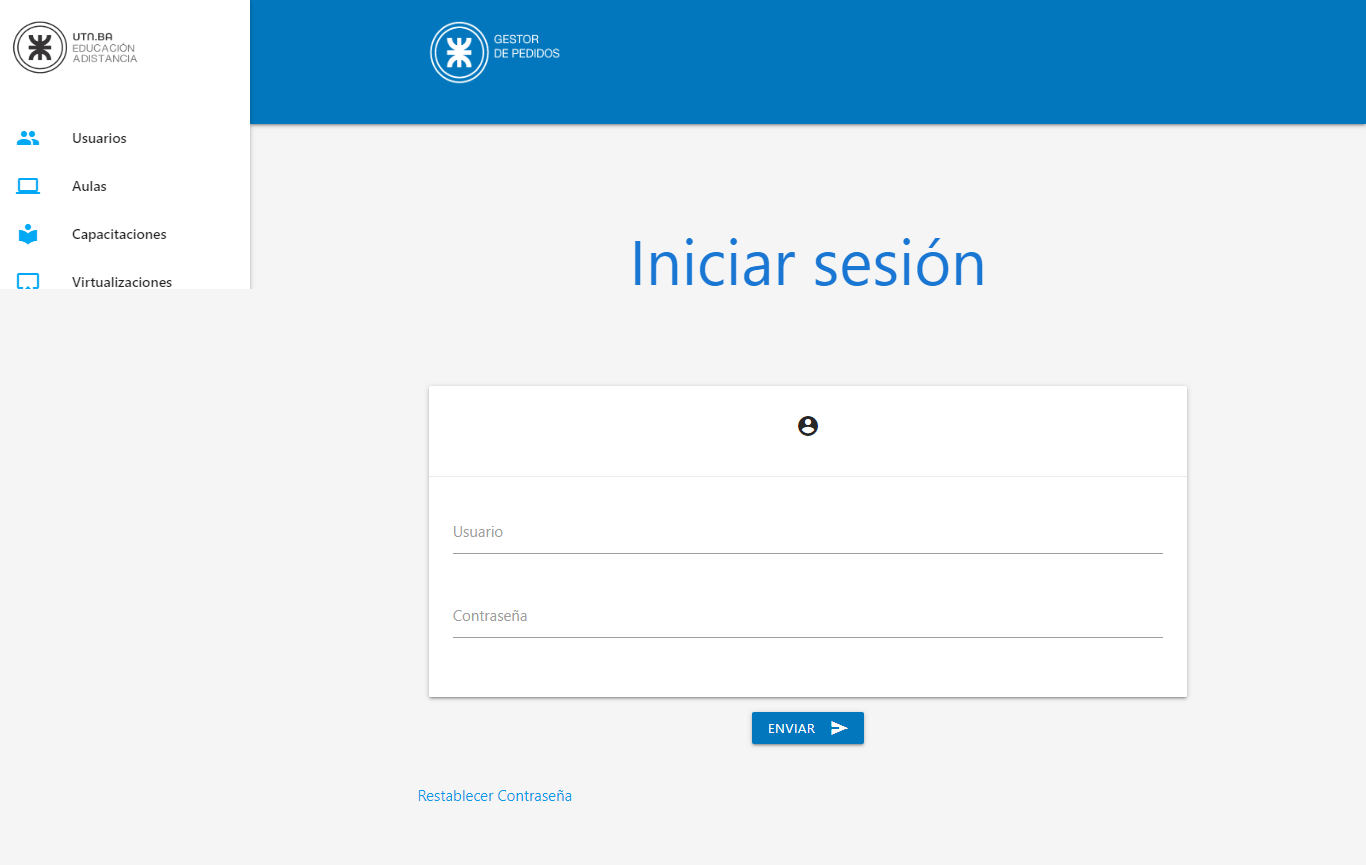 UTN.BA
EDUCACIÓN
ADISTANCIA
GESTOR
DE PEDIDOS
Usuarios
Aulas
Capacitaciones
Virtualizaciones
Iniciar sesión
Usuario
Contraseña
ENVIAR
Restablecer Contraseña